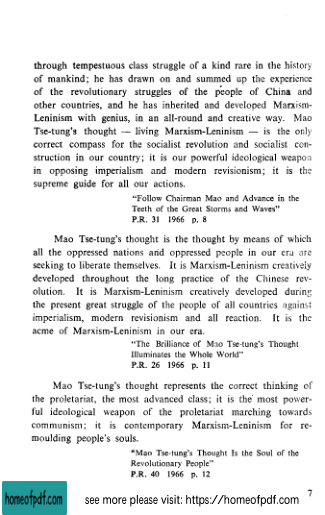 through tempestuous class struggle of a kind rare in the history
of mankind; he has drawn on and summed up the experience
of the revolutionary struggles of the people of China and
other countries, and he has inherited and developed Marxism-
Leninism with genius, in an all-round and creative way. Mao
Tse-tung's thought — living Marxism-Leninism — is the only
correct compass for the socialist revolution and socialist con-
struction in our country; it is our powerful ideological weapon
in opposing imperialism and modern revisionism; it is the
supreme guide for all our actions.
"Follow Chairman Mao and Advance in the
Teeth of the Great Storms and Waves"
P.R. 31 1966 p. 8
Mao Tse-tung's thought is the thought by means of which
all the oppressed nations and oppressed people in our era are
seeking to liberate themselves. It is Marxism-Leninism creatively
developed throughout the long practice of the Chinese rev-
olution. It is Marxism-Leninism creatively developed during
the present great struggle of the people of all countries against
imperialism, modern revisionism and all reaction. It is the
acme of Marxism-Leninism in our era.
"The Brilliance of Mao Tse-tung's Thought
Illuminates the Whole World"
P.R. 26 1966 p. 11
Mao Tse-tung's thought represents the correct thinking of
the proletariat, the most advanced class; it is the most power-
ful ideological weapon of the proletariat marching towards
communism; it is contemporary Marxism-Leninism for re-
moulding people's souls.
"Mao Tse-tung's Thought Is the Soul of the
Revolutionary People"
P.R. 40 1966 p. 12
7
homeofpdf.com see more please visit: https://homeofpdf.com